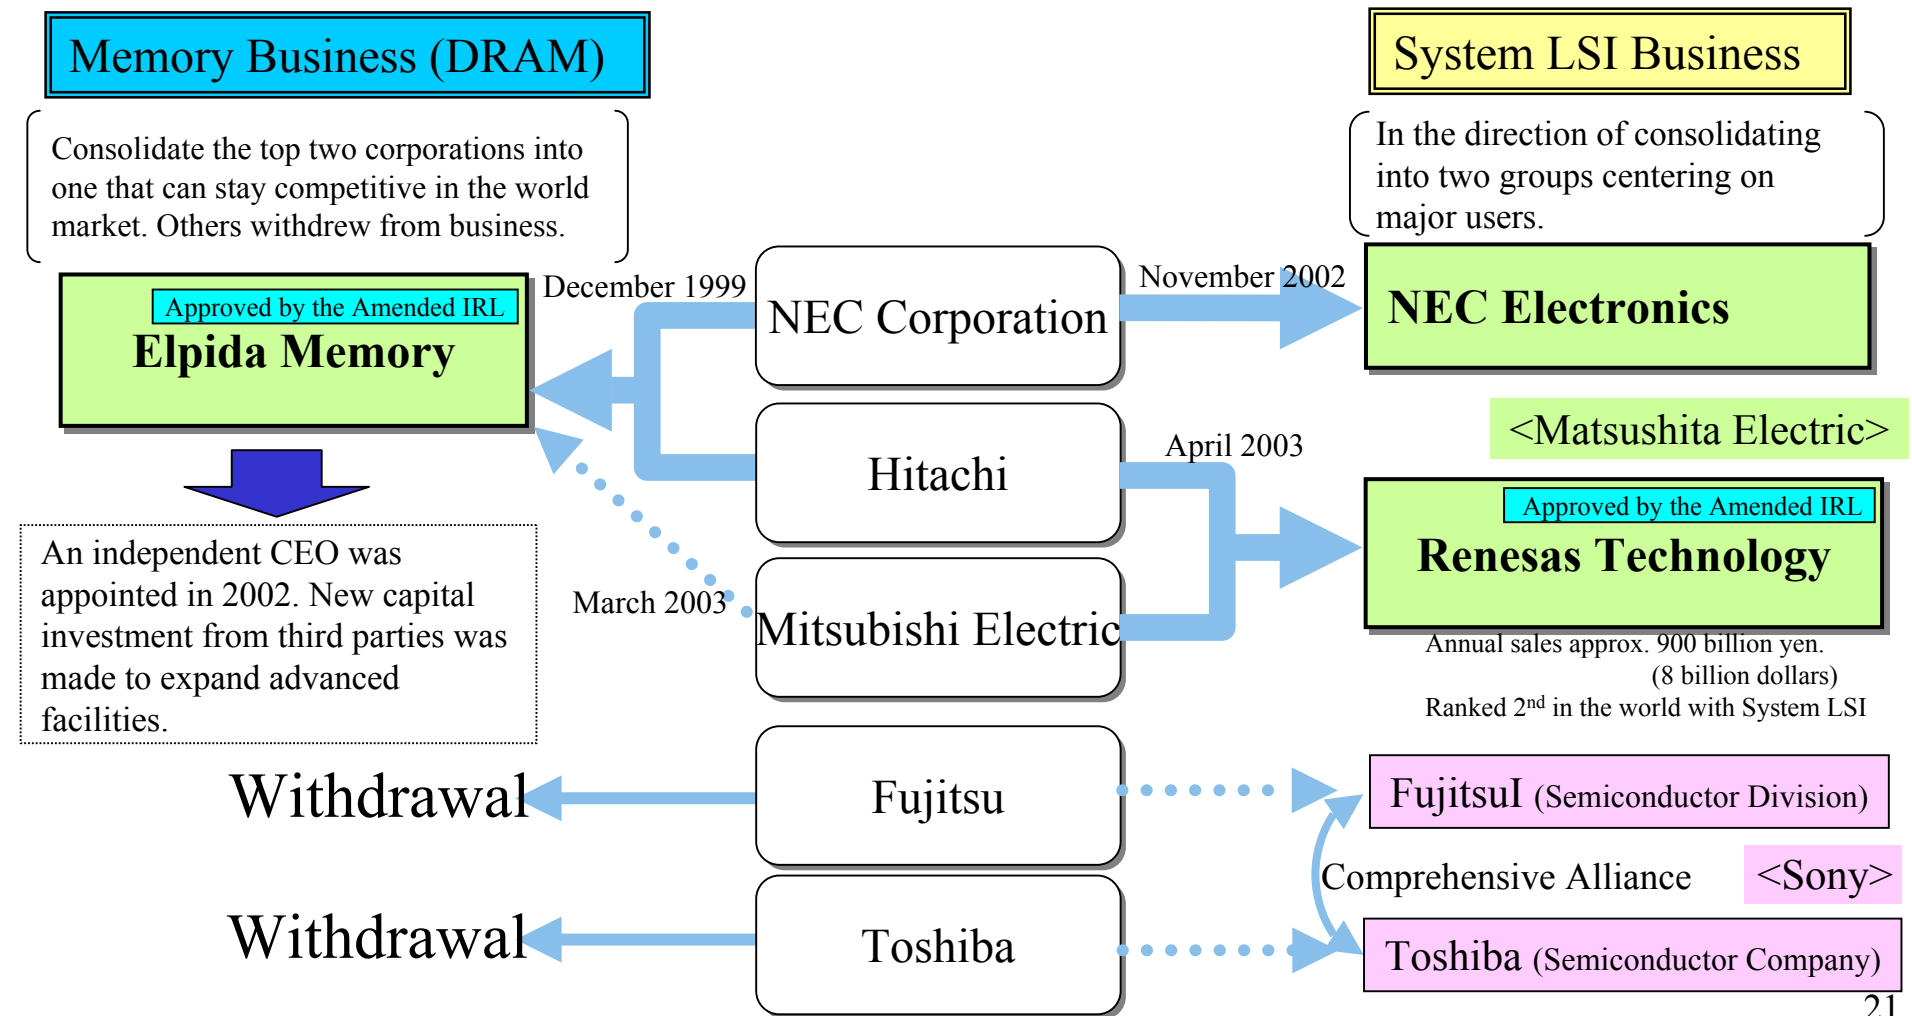 Memory Business (DRAM)
System LSI Business
Consolidate the top two corporations into
one that can stay competitive in the world
market. Others withdrew from business.
In the direction of consolidating
into two groups centering on
major users.
December 1999
NEC Corporation
November 2002
Approved by the Amended IRL
Elpida Memory
NEC Electronics
<Matsushita Electric>
Hitachi
April 2003
Approved by the Amended IRL
Renesas Technology
An independent CEO was
appointed in 2002. New capital
investment from third parties was
made to expand advanced
facilities.
March 2003
Mitsubishi Electric
Annual sales approx. 900 billion yen.
(8 billion dollars)
Ranked 2nd in the world with System LSI
Withdrawal
Fujitsu
FujitsuI (Semiconductor Division)
Comprehensive Alliance
<Sony>
Withdrawal
Toshiba
Toshiba (Semiconductor Company)
21